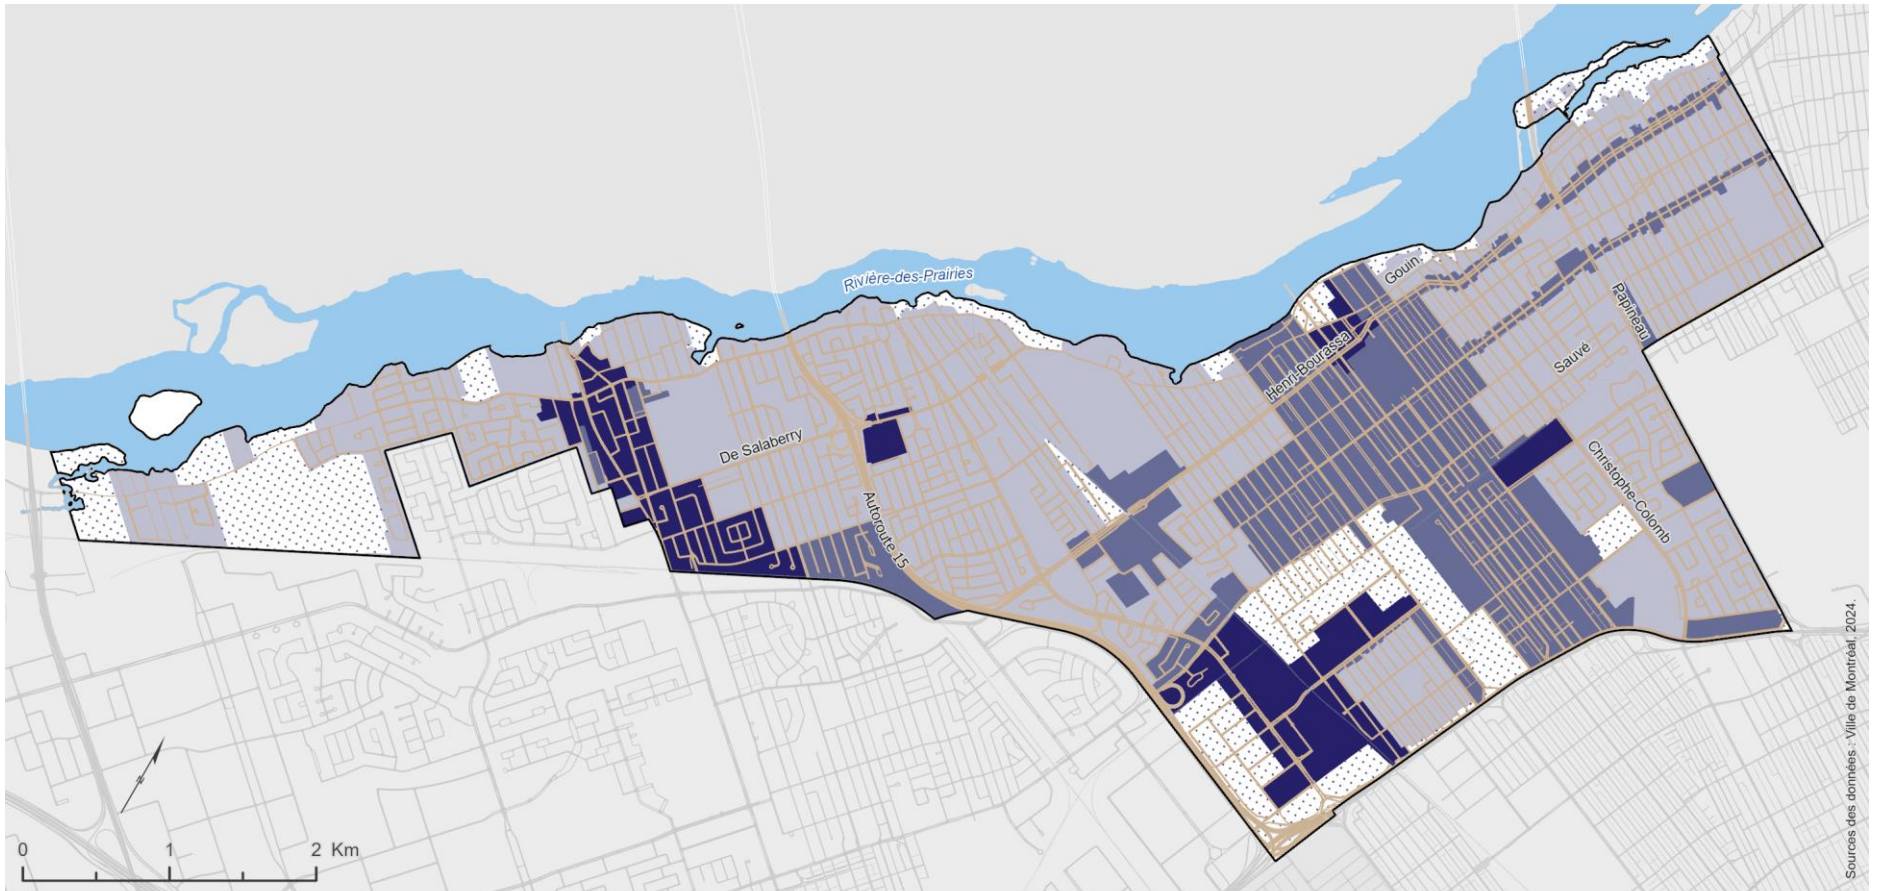 Rivière-des-Prairies
Gouin
Papineau
Henri-Bourassa
Sauvé
De Salaberry
Christophe-Colomb
Autoroute 15
N
0 1 2 Km
Sources des données : Ville de Montréal, 2024.